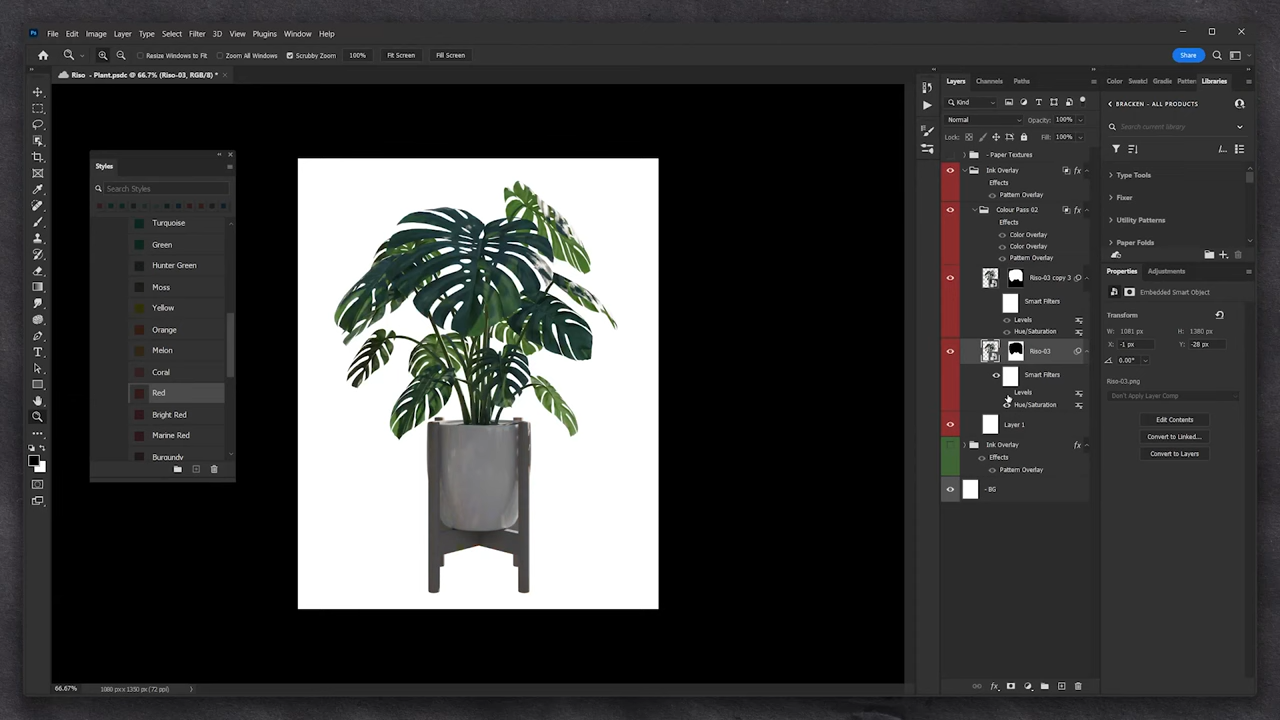 Ps File Edit Image Layer Type Select Filter 3D View Plugins Window Help
Resize Windows to Fit Zoom All Windows Scrubby Zoom 100% Fit Screen Fill Screen Share
Riso - Plant.psdc @ 66.7% (Riso-03, RGB/8) * ×
Styles
Search Styles
Turquoise
Green
Hunter Green
Moss
Yellow
Orange
Melon
Coral
Red
Bright Red
Marine Red
Burgundy
66.67% 1080 px x 1350 px (72 ppi)
Layers Channels Paths
Kind
Normal Opacity: 100%
Lock: Fill: 100%
- Paper Textures
Ink Overlay fx
Effects
Pattern Overlay
Colour Pass 02 fx
Effects
Color Overlay
Color Overlay
Pattern Overlay
Riso-03 copy 3
Smart Filters
Levels
Hue/Saturation
Riso-03
Smart Filters
Levels
Hue/Saturation
Layer 1
Ink Overlay fx
Effects
Pattern Overlay
- BG
fx
Color Swatcl Gradie Patter Libraries
BRACKEN - ALL PRODUCTS
Search current library
Type Tools
Fixer
Utility Patterns
Paper Folds
Properties Adjustments
Embedded Smart Object
Transform
W: 1081 px H: 1380 px
X: -1 px Y: -28 px
0.00°
Riso-03.png
Don't Apply Layer Comp
Edit Contents
Convert to Linked...
Convert to Layers